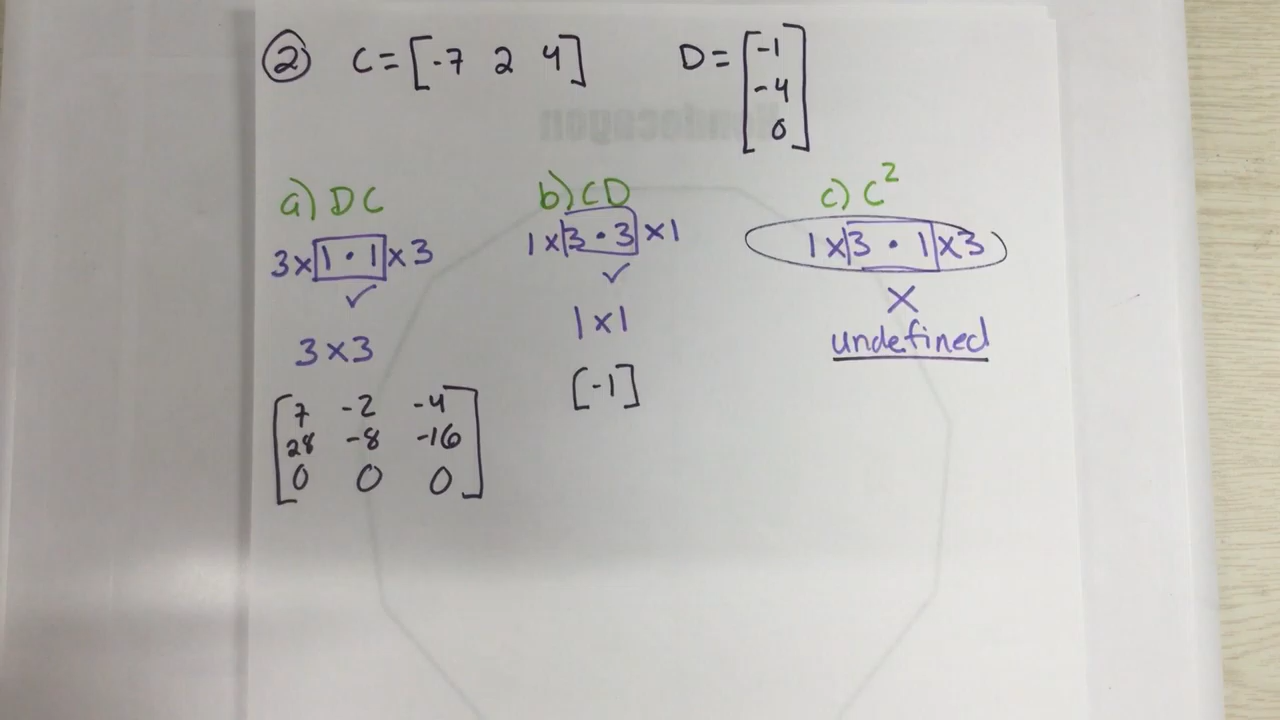 ② C = [-7 2 4] D = [-1
-4
0]
a) DC
3×1·1×3
✓
3×3
[7 -2 -4
28 -8 -16
0 0 0]
b) CD
1×3·3×1
✓
1×1
[-1]
c) C²
1×3·1×3
×
undefined
Hendecagon